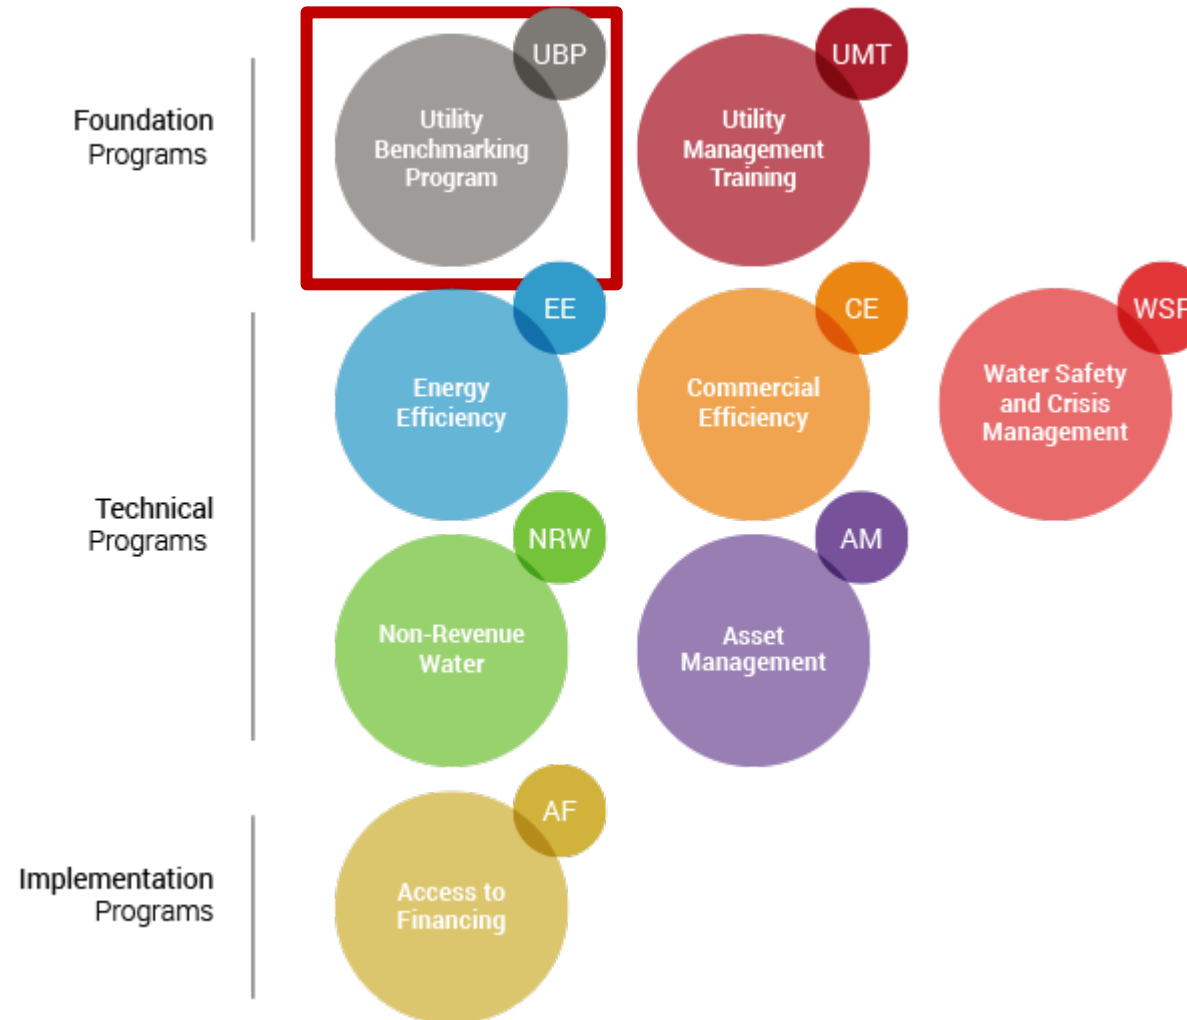 Foundation
Programs
UBP
Utility
Benchmarking
Program
UMT
Utility
Management
Training
Technical
Programs
EE
Energy
Efficiency
CE
Commercial
Efficiency
WSP
Water Safety
and Crisis
Management
NRW
Non-Revenue
Water
AM
Asset
Management
Implementation
Programs
AF
Access to
Financing